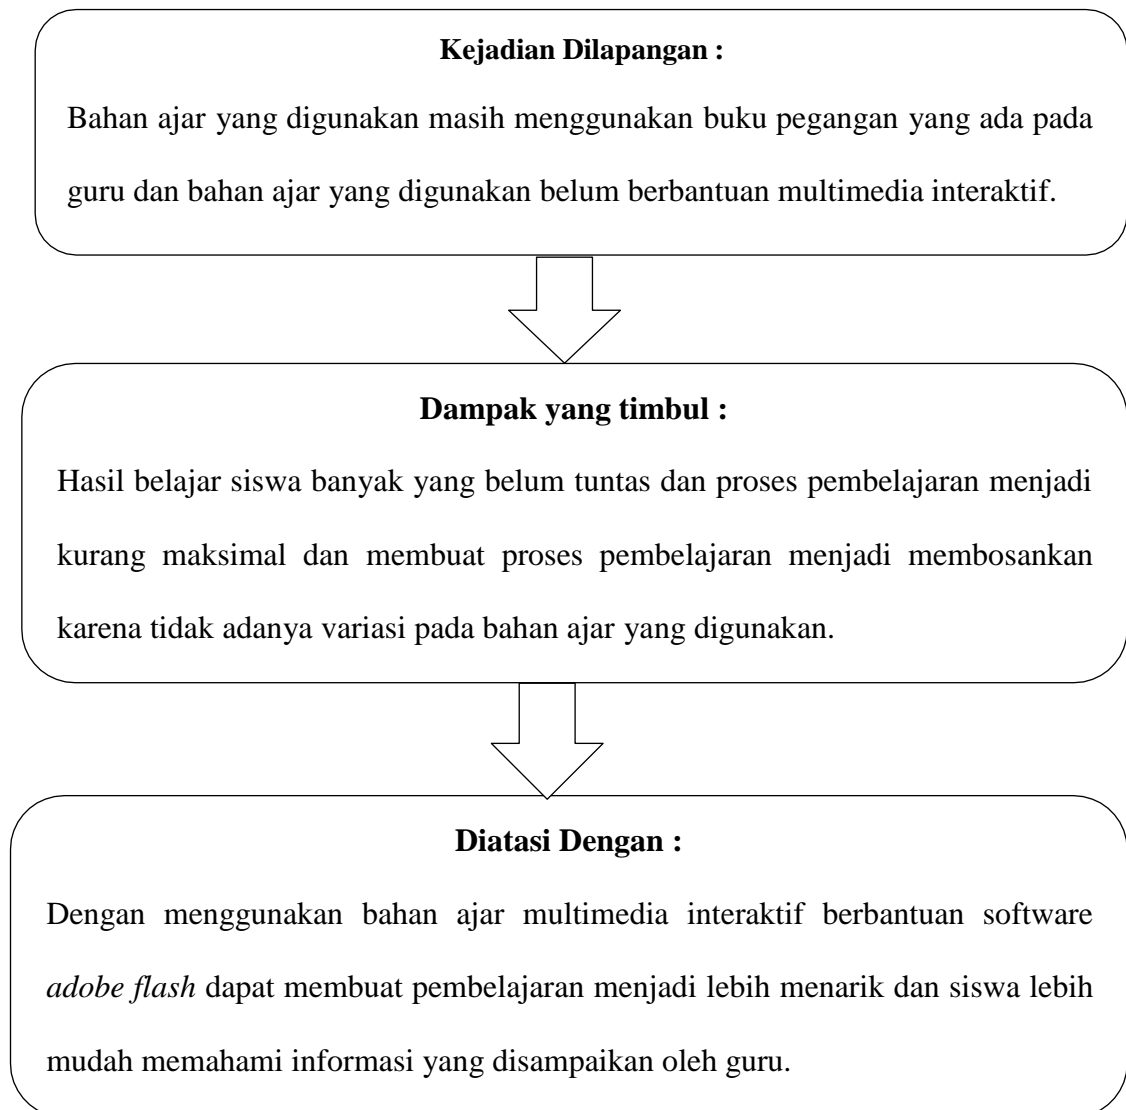 Kejadian Dilapangan :
Bahan ajar yang digunakan masih menggunakan buku pegangan yang ada pada
guru dan bahan ajar yang digunakan belum berbantuan multimedia interaktif.
Dampak yang timbul :
Hasil belajar siswa banyak yang belum tuntas dan proses pembelajaran menjadi
kurang maksimal dan membuat proses pembelajaran menjadi membosankan
karena tidak adanya variasi pada bahan ajar yang digunakan.
Diatasi Dengan :
Dengan menggunakan bahan ajar multimedia interaktif berbantuan software
adobe flash dapat membuat pembelajaran menjadi lebih menarik dan siswa lebih
mudah memahami informasi yang disampaikan oleh guru.